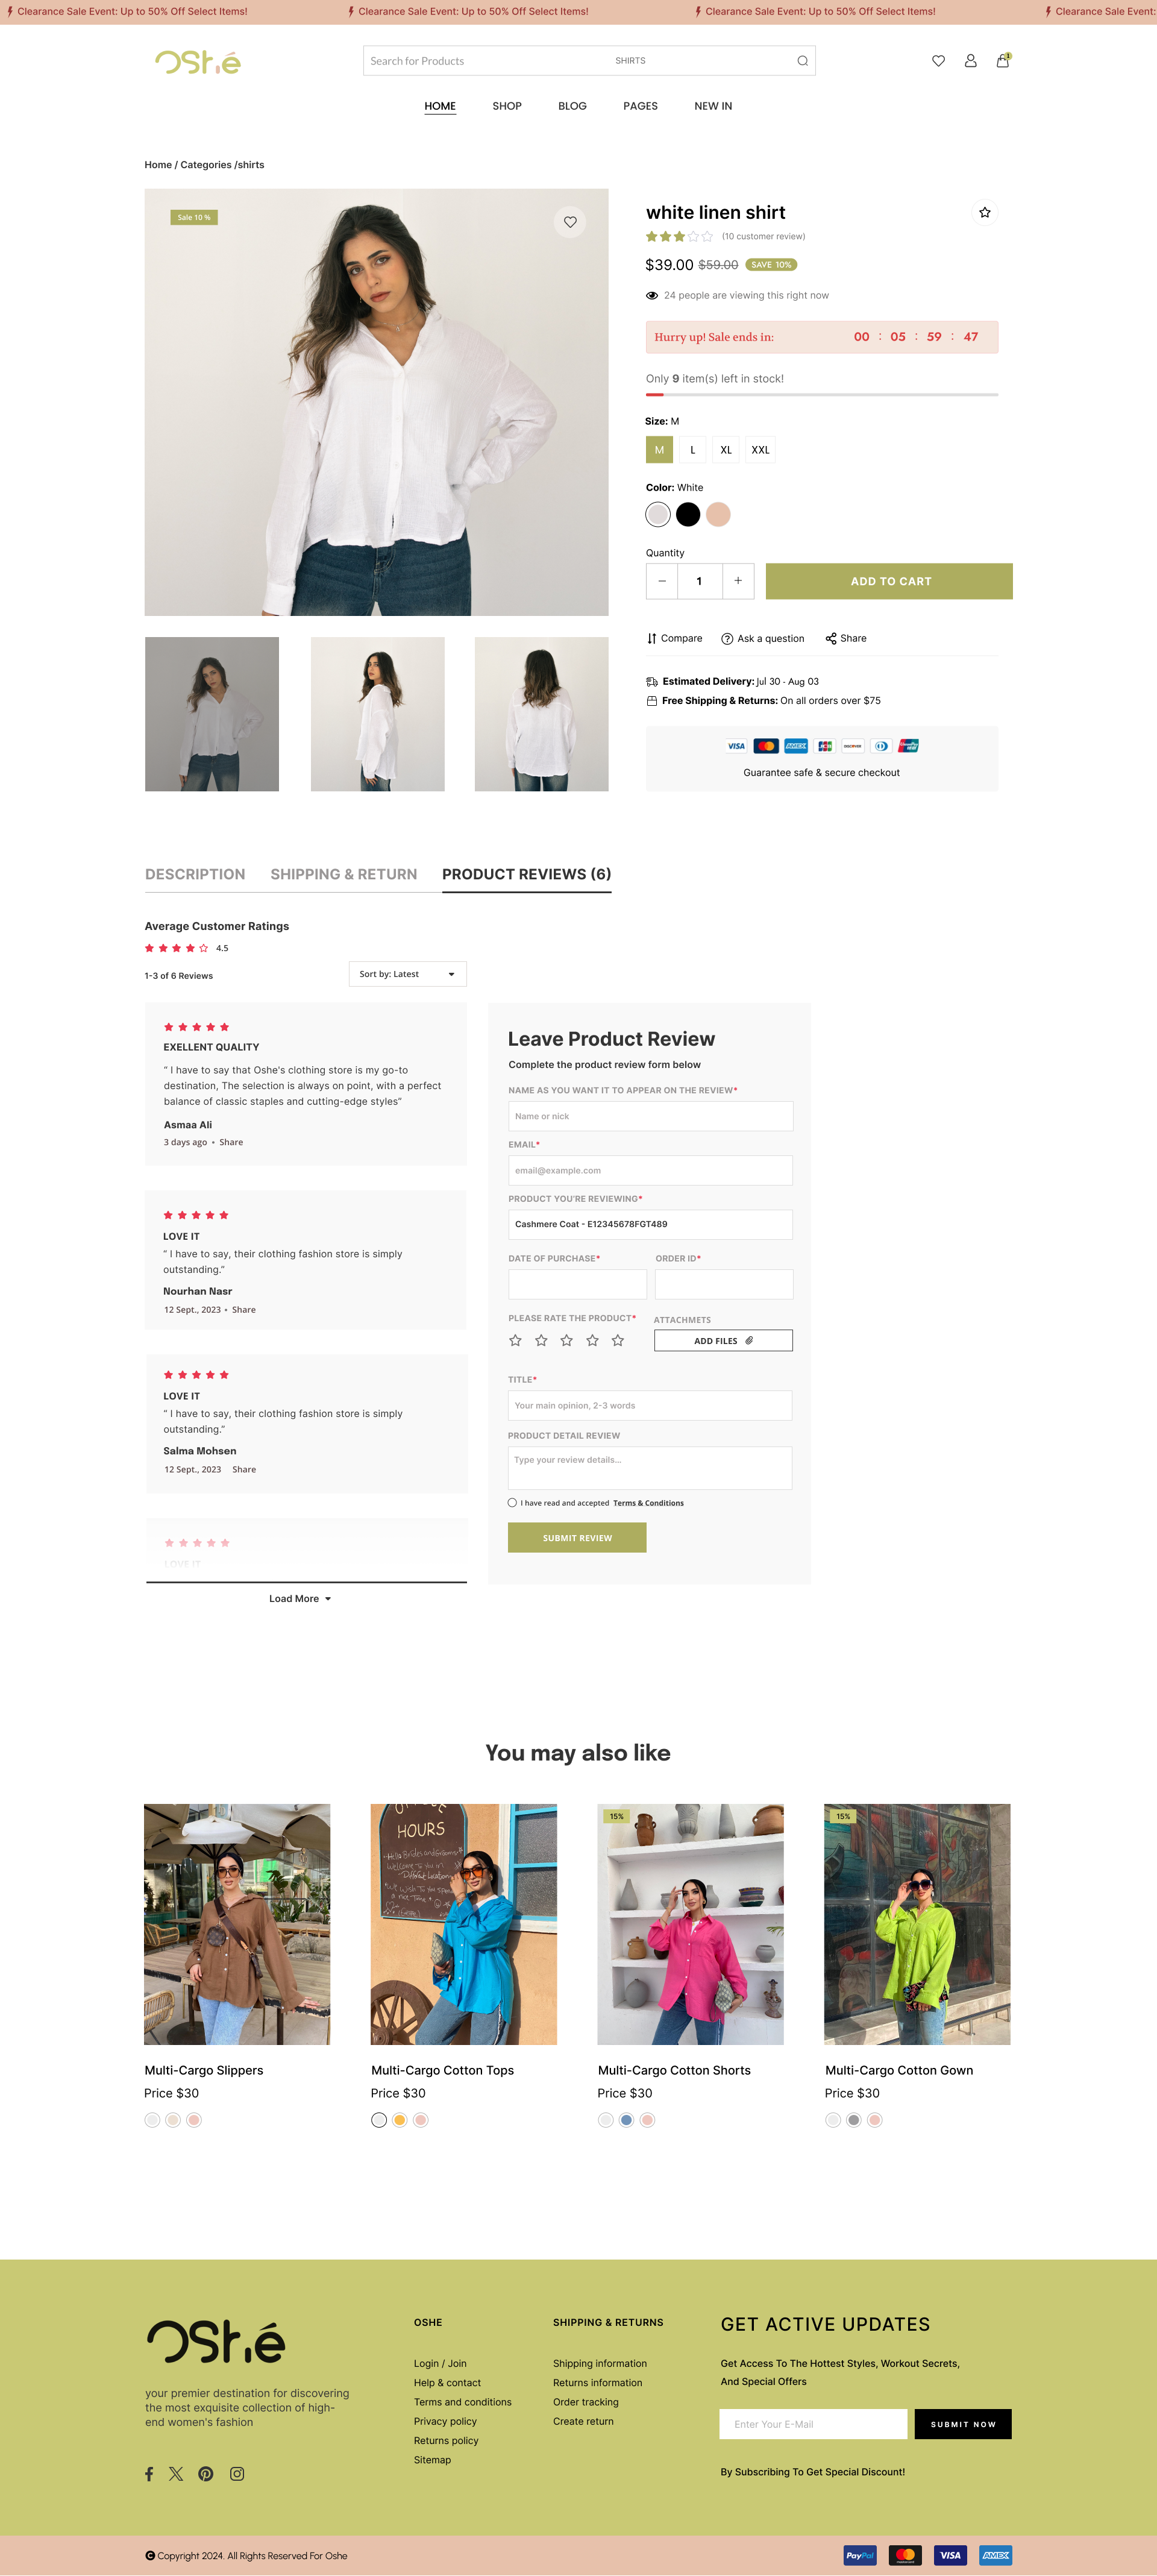 Clearance Sale Event: Up to 50% Off Select Items! Clearance Sale Event: Up to 50% Off Select Items! Clearance Sale Event: Up to 50% Off Select Items! Clearance Sale Event:
Oshé
Search for Products SHIRTS
1
HOME SHOP BLOG PAGES NEW IN
Home / Categories /shirts
Sale 10 %
white linen shirt
(10 customer review)
$39.00 $59.00 SAVE 10%
24 people are viewing this right now
Hurry up! Sale ends in: 00 : 05 : 59 : 47
Only 9 item(s) left in stock!
Size: M
M L XL XXL
Color: White
Quantity
− 1 + ADD TO CART
Compare Ask a question Share
Estimated Delivery: Jul 30 - Aug 03
Free Shipping & Returns: On all orders over $75
VISA AMEX JCB DISCOVER UnionPay
Guarantee safe & secure checkout
DESCRIPTION SHIPPING & RETURN PRODUCT REVIEWS (6)
Average Customer Ratings
4.5
1-3 of 6 Reviews
Sort by: Latest
EXELLENT QUALITY
“ I have to say that Oshe's clothing store is my go-to
destination, The selection is always on point, with a perfect
balance of classic staples and cutting-edge styles”
Asmaa Ali
3 days ago • Share
LOVE IT
“ I have to say, their clothing fashion store is simply
outstanding.”
Nourhan Nasr
12 Sept., 2023 • Share
LOVE IT
“ I have to say, their clothing fashion store is simply
outstanding.”
Salma Mohsen
12 Sept., 2023 Share
LOVE IT
Load More
Leave Product Review
Complete the product review form below
NAME AS YOU WANT IT TO APPEAR ON THE REVIEW*
Name or nick
EMAIL*
email@example.com
PRODUCT YOU'RE REVIEWING*
Cashmere Coat - E12345678FGT489
DATE OF PURCHASE* ORDER ID*
PLEASE RATE THE PRODUCT* ATTACHMETS
ADD FILES
TITLE*
Your main opinion, 2-3 words
PRODUCT DETAIL REVIEW
Type your review details...
I have read and accepted Terms & Conditions
SUBMIT REVIEW
You may also like
HOURS
15%
15%
Multi-Cargo Slippers Multi-Cargo Cotton Tops Multi-Cargo Cotton Shorts Multi-Cargo Cotton Gown
Price $30 Price $30 Price $30 Price $30
Oshé
your premier destination for discovering
the most exquisite collection of high-
end women's fashion
OSHE
Login / Join
Help & contact
Terms and conditions
Privacy policy
Returns policy
Sitemap
SHIPPING & RETURNS
Shipping information
Returns information
Order tracking
Create return
GET ACTIVE UPDATES
Get Access To The Hottest Styles, Workout Secrets,
And Special Offers
Enter Your E-Mail SUBMIT NOW
By Subscribing To Get Special Discount!
Copyright 2024. All Rights Reserved For Oshe
PayPal mastercard VISA AMEX